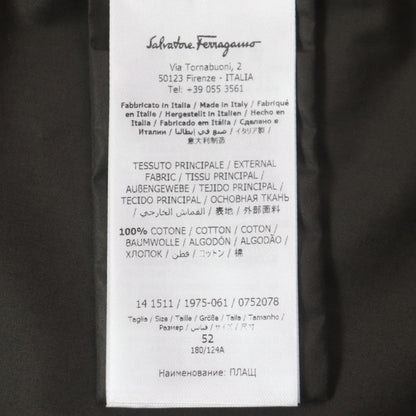 Salvatore Ferragamo
Via Tornabuoni, 2
50123 Firenze - ITALIA
Tel: +39 055 3561
Fabbricato in Italia / Made in Italy / Fabriqué
en Italie / Hergestellt in Italien / Hecho en
Italia / Fabricado em Itália / Сделано в
Италии / صنع في إيطاليا / イタリア製 /
意大利制造
TESSUTO PRINCIPALE / EXTERNAL
FABRIC / TISSU PRINCIPAL /
AUßENGEWEBE / TEJIDO PRINCIPAL /
TECIDO PRINCIPAL / ОСНОВНАЯ ТКАНЬ
/ القماش الخارجي / 表地 / 外部面料
100% COTONE / COTTON / COTON /
BAUMWOLLE / ALGODÓN / ALGODÃO /
ХЛОПОК / قطن / コットン / 棉
14 1511 / 1975-061 / 0752078
Taglia / Size / Taille / Größe / Talla / Tamanho /
Размер / قياس / サイズ / 尺寸
52
180/124A
Наименование: ПЛАЩ